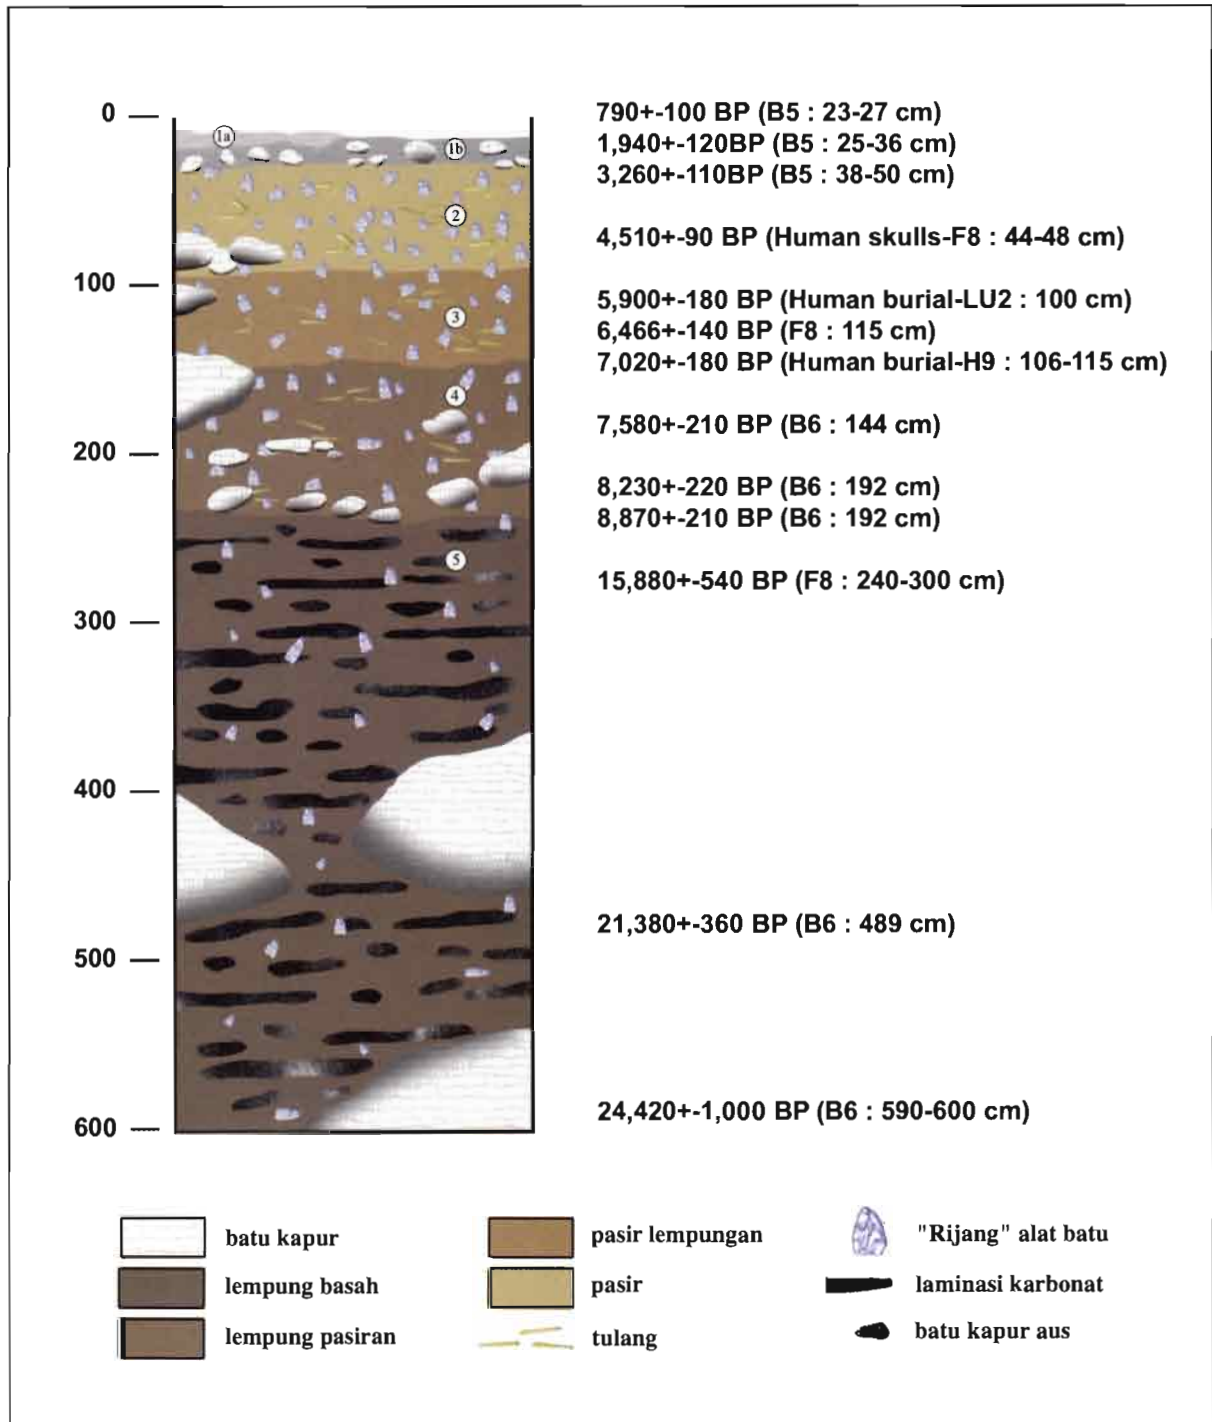 0
100
200
300
400
500
600
1a
1b
2
3
4
5
790+-100 BP (B5 : 23-27 cm)
1,940+-120BP (B5 : 25-36 cm)
3,260+-110BP (B5 : 38-50 cm)
4,510+-90 BP (Human skulls-F8 : 44-48 cm)
5,900+-180 BP (Human burial-LU2 : 100 cm)
6,466+-140 BP (F8 : 115 cm)
7,020+-180 BP (Human burial-H9 : 106-115 cm)
7,580+-210 BP (B6 : 144 cm)
8,230+-220 BP (B6 : 192 cm)
8,870+-210 BP (B6 : 192 cm)
15,880+-540 BP (F8 : 240-300 cm)
21,380+-360 BP (B6 : 489 cm)
24,420+-1,000 BP (B6 : 590-600 cm)
batu kapur
lempung basah
lempung pasiran
pasir lempungan
pasir
tulang
"Rijang" alat batu
laminasi karbonat
batu kapur aus